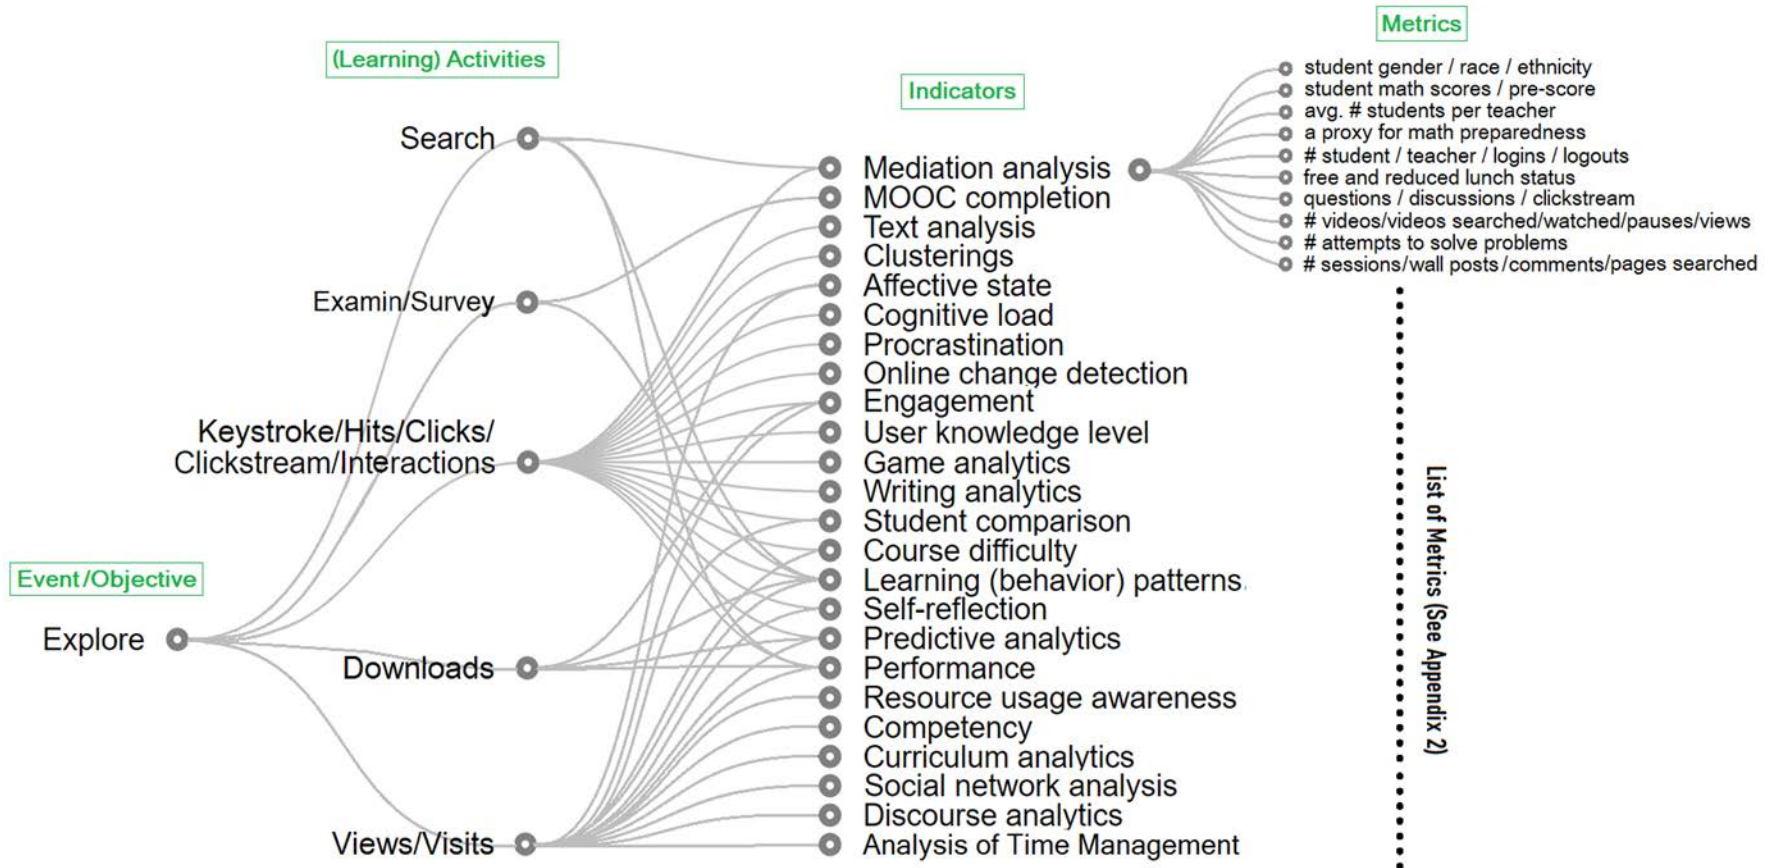 Metrics
(Learning) Activities
student gender / race / ethnicity
student math scores / pre-score
Indicators
avg. # students per teacher
a proxy for math preparedness
Search
# student / teacher / logins / logouts
Mediation analysis
free and reduced lunch status
MOOC completion
questions / discussions / clickstream
Text analysis
# videos/videos searched/watched/pauses/views
# attempts to solve problems
Clusterings
# sessions/wall posts/comments/pages searched
Affective state
Examin/Survey
Cognitive load
Procrastination
Online change detection
Engagement
Keystroke/Hits/Clicks/
Clickstream/Interactions
User knowledge level
Game analytics
Writing analytics
Student comparison
Course difficulty
Event/Objective
Learning (behavior) patterns.
Self-reflection
Explore
Predictive analytics
Downloads
Performance
Resource usage awareness
Competency
Curriculum analytics
Social network analysis
Discourse analytics
Views/Visits
Analysis of Time Management
List of Metrics (See Appendix 2)